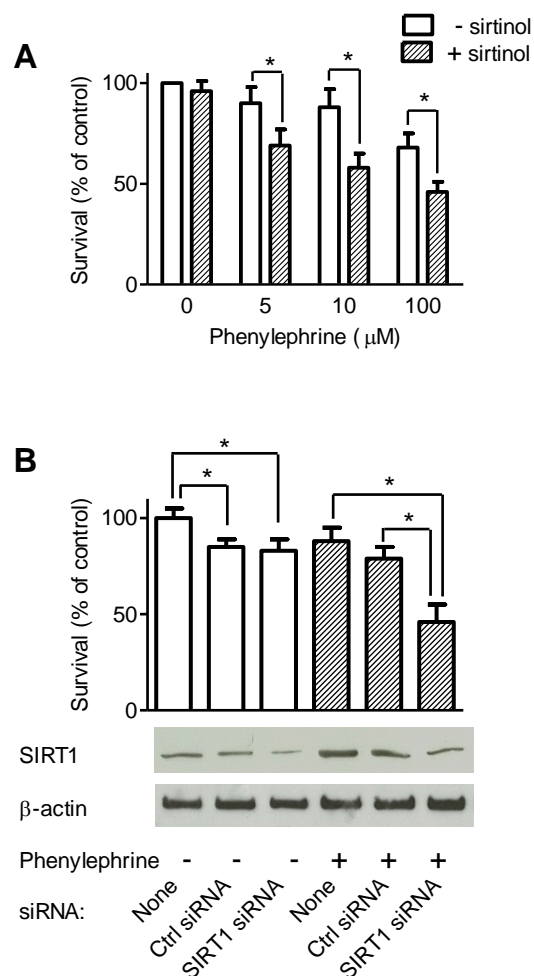 - sirtinol
+ sirtinol
A
Survival (% of control)
100
50
0
*
*
*
0 5 10 100
Phenylephrine ( μM)
B
Survival (% of control)
100
50
0
*
*
*
*
SIRT1
β-actin
Phenylephrine - - - + + +
siRNA: None Ctrl siRNA SIRT1 siRNA None Ctrl siRNA SIRT1 siRNA